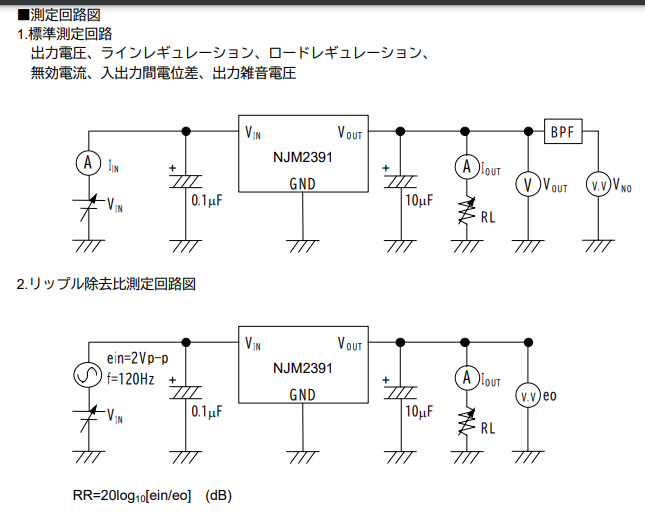 ■測定回路図
1.標準測定回路
出力電圧、ラインレギュレーション、ロードレギュレーション、
無効電流、入出力間電位差、出力雑音電圧
VIN
VOUT
BPF
A
IIN
NJM2391
A
IOUT
+
GND
+
V
VOUT
V.V
VNO
VIN
0.1μF
10μF
RL
2.リップル除去比測定回路図
VIN
VOUT
ein=2Vp-p
NJM2391
f=120Hz
+
GND
+
A
IOUT
V.V
eo
VIN
0.1μF
10μF
RL
RR=20log10[ein/eo] (dB)